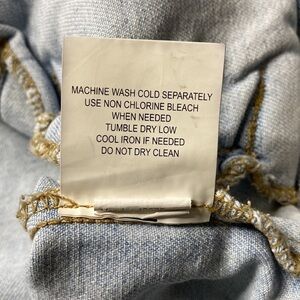 MACHINE WASH COLD SEPARATELY
USE NON CHLORINE BLEACH
WHEN NEEDED
TUMBLE DRY LOW
COOL IRON IF NEEDED
DO NOT DRY CLEAN